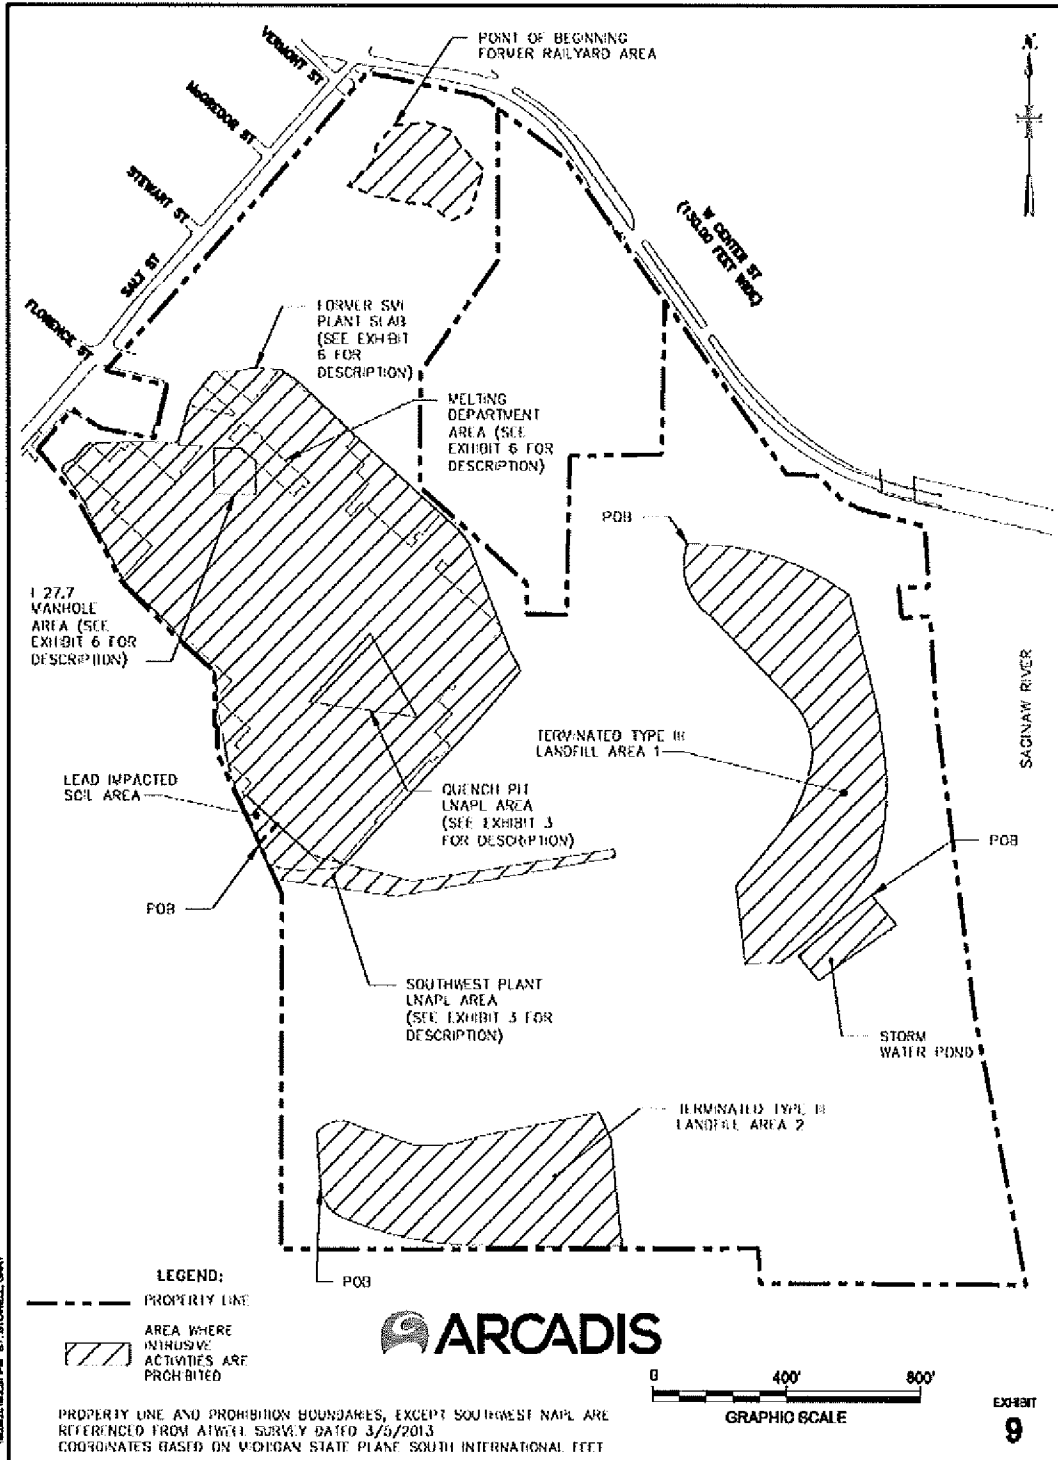 POINT OF BEGINNING
FORMER RAILYARD AREA
N
VERMONT ST
McGREGOR ST
STEWART ST
SALT ST
FLORENCE ST
W CENTER ST
(130.00 FEET WIDE)
FORMER SMI
PLANT SLAB
(SEE EXHIBIT
6 FOR
DESCRIPTION)
MELTING
DEPARTMENT
AREA (SEE
EXHIBIT 6 FOR
DESCRIPTION)
POB
27.7
MANHOLE
AREA (SEE
EXHIBIT 6 FOR
DESCRIPTION)
SAGINAW RIVER
TERMINATED TYPE III
LANDFILL AREA 1
LEAD IMPACTED
SOIL AREA
QUENCH PIT
LNAPL AREA
(SEE EXHIBIT 3
FOR DESCRIPTION)
POB
POB
SOUTHWEST PLANT
LNAPL AREA
(SEE EXHIBIT 3 FOR
DESCRIPTION)
STORM
WATER POND
TERMINATED TYPE III
LANDFILL AREA 2
POB
LEGEND:
PROPERTY LINE
AREA WHERE
INTRUSIVE
ACTIVITIES ARE
PROHIBITED
ARCADIS
0 400' 800'
GRAPHIC SCALE
EXHIBIT
9
PROPERTY LINE AND PROHIBITION BOUNDARIES, EXCEPT SOUTHWEST NAPL ARE
REFERENCED FROM ATWELL SURVEY DATED 3/5/2013
COORDINATES BASED ON MICHIGAN STATE PLANE SOUTH INTERNATIONAL FEET